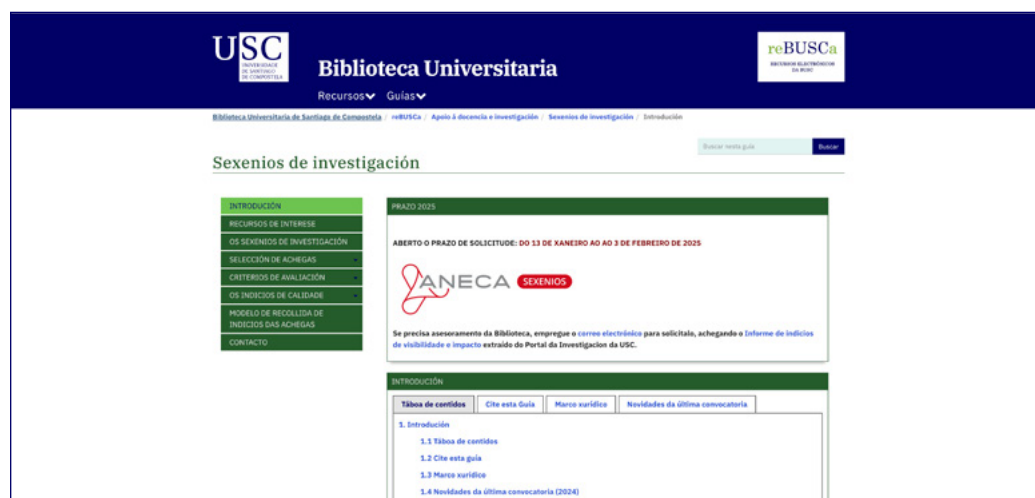 USC
UNIVERSIDADE
DE SANTIAGO
DE COMPOSTELA
Biblioteca Universitaria
reBUSCa
RECURSOS ELECTRÓNICOS
DA BUSC
Recursos Guías
Biblioteca Universitaria de Santiago de Compostela / reBUSCa / Apoio á docencia e investigación / Sexenios de investigación / Introdución
Buscar nesta guía Buscar
Sexenios de investigación
INTRODUCIÓN
RECURSOS DE INTERESE
OS SEXENIOS DE INVESTIGACIÓN
SELECCIÓN DE ACHEGAS
CRITERIOS DE AVALIACIÓN
OS INDICIOS DE CALIDADE
MODELO DE RECOLLIDA DE
INDICIOS DAS ACHEGAS
CONTACTO
PRAZO 2025
ABERTO O PRAZO DE SOLICITUDE: DO 13 DE XANEIRO AO AO 3 DE FEBREIRO DE 2025
ANECA SEXENIOS
Se precisa asesoramento da Biblioteca, empregue o correo electrónico para solicitalo, achegando o Informe de indicios
de visibilidade e impacto extraído do Portal da Investigacion da USC.
INTRODUCIÓN
Táboa de contidos Cite esta Guía Marco xurídico Novidades da última convocatoria
1. Introdución
1.1 Táboa de contidos
1.2 Cite esta guía
1.3 Marco xurídico
1.4 Novidades da última convocatoria (2024)